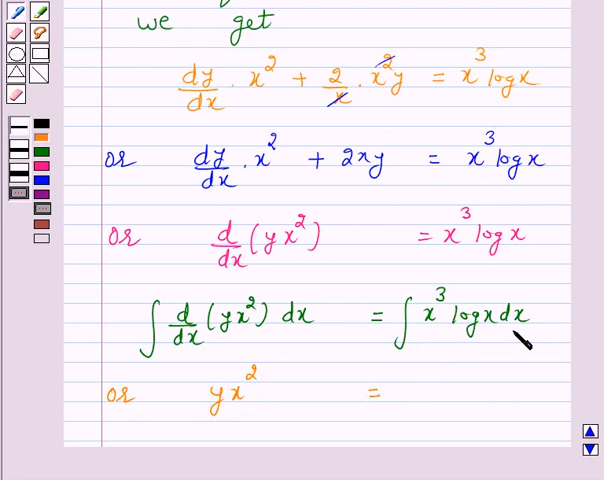 we get
dy/dx · x² + 2/x · x²y = x³ log x
or dy/dx · x² + 2xy = x³ log x
or d/dx (yx²) = x³ log x
∫ d/dx (yx²) dx = ∫ x³ log x dx
or yx² =